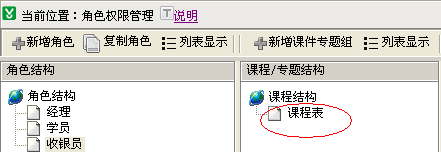 当前位置：角色权限管理 T说明
新增角色 复制角色 列表显示 新增课件专题组 列表显示
角色结构 课程/专题结构
角色结构 课程结构
经理 课程表
学员
收银员